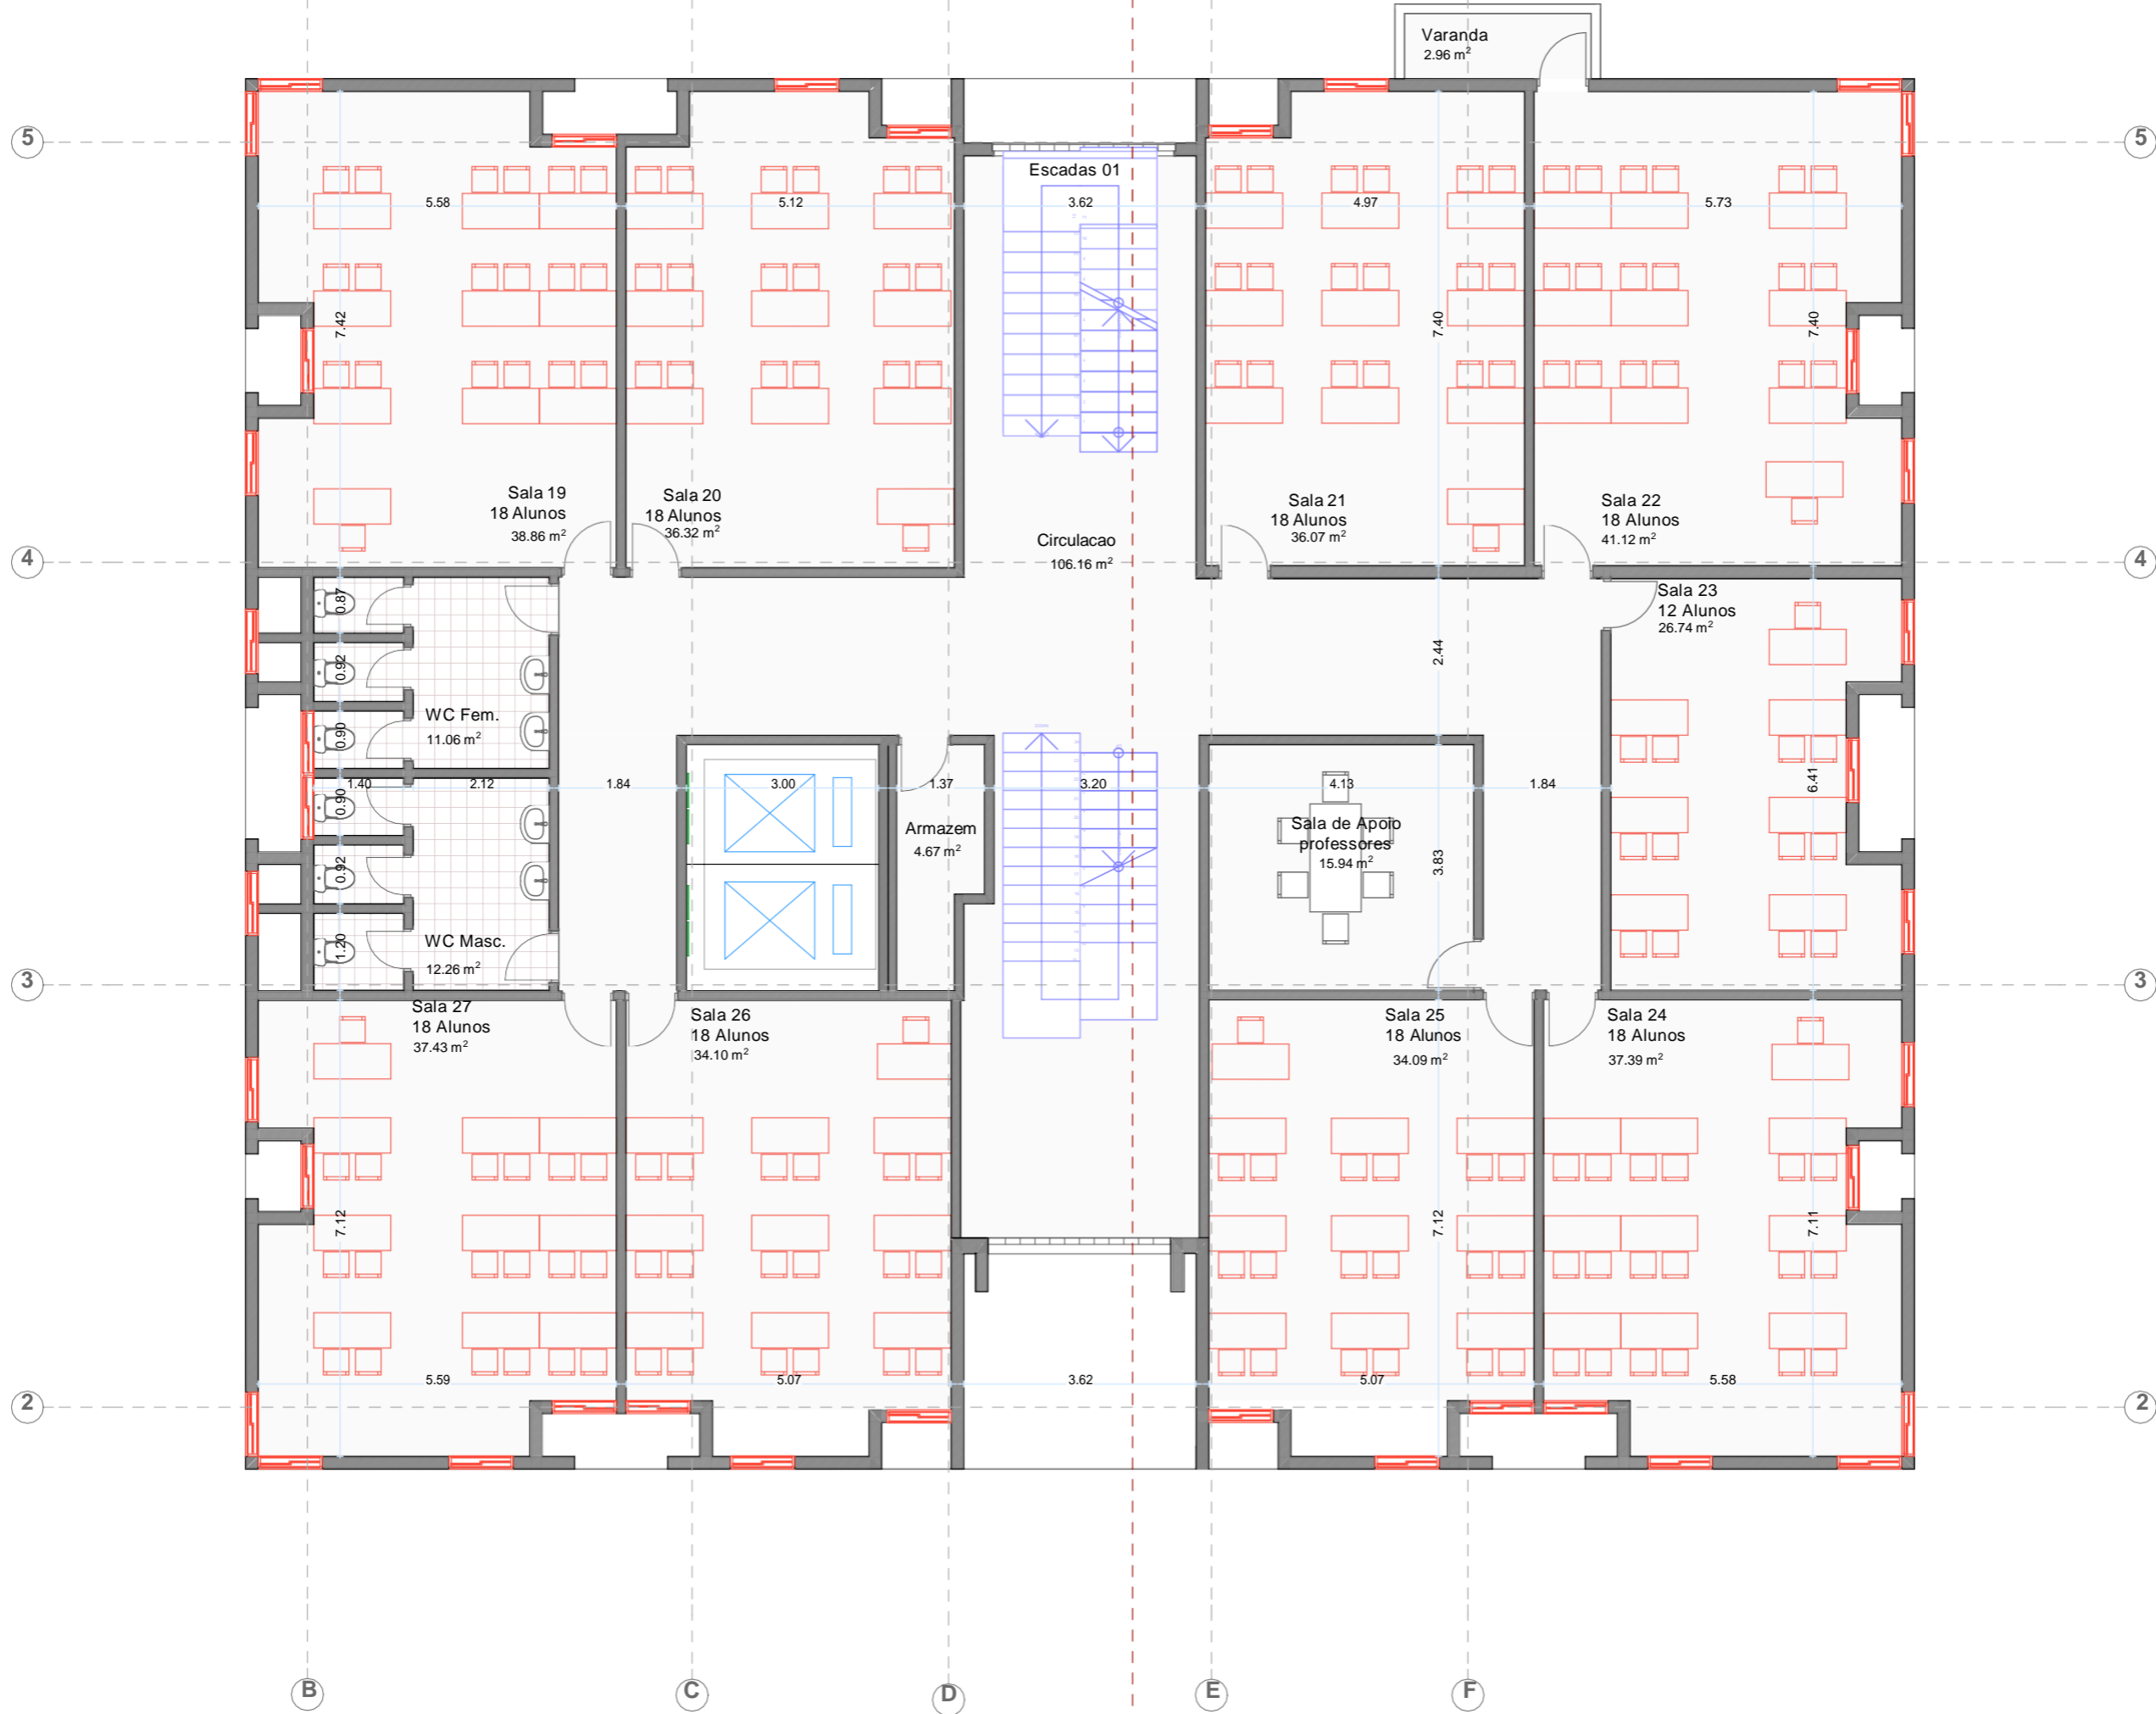 Varanda
2.96 m²
5
5
Escadas 01
5.58
5.12
3.62
4.97
5.73
7.42
7.40
7.40
Sala 19
18 Alunos
38.86 m²
Sala 20
18 Alunos
36.32 m²
Sala 21
18 Alunos
36.07 m²
Sala 22
18 Alunos
41.12 m²
Circulacao
106.16 m²
4
4
Sala 23
12 Alunos
26.74 m²
0.87
0.92
2.44
WC Fem.
11.06 m²
0.90
1.40
2.12
1.84
3.00
1.37
3.20
4.13
1.84
6.41
0.90
Armazem
4.67 m²
Sala de Apoio
professores
15.94 m²
3.83
0.92
WC Masc.
12.26 m²
1.20
3
3
Sala 27
18 Alunos
37.43 m²
Sala 26
18 Alunos
34.10 m²
Sala 25
18 Alunos
34.09 m²
Sala 24
18 Alunos
37.39 m²
7.12
7.12
7.11
5.59
5.07
3.62
5.07
5.58
2
2
B
C
D
E
F